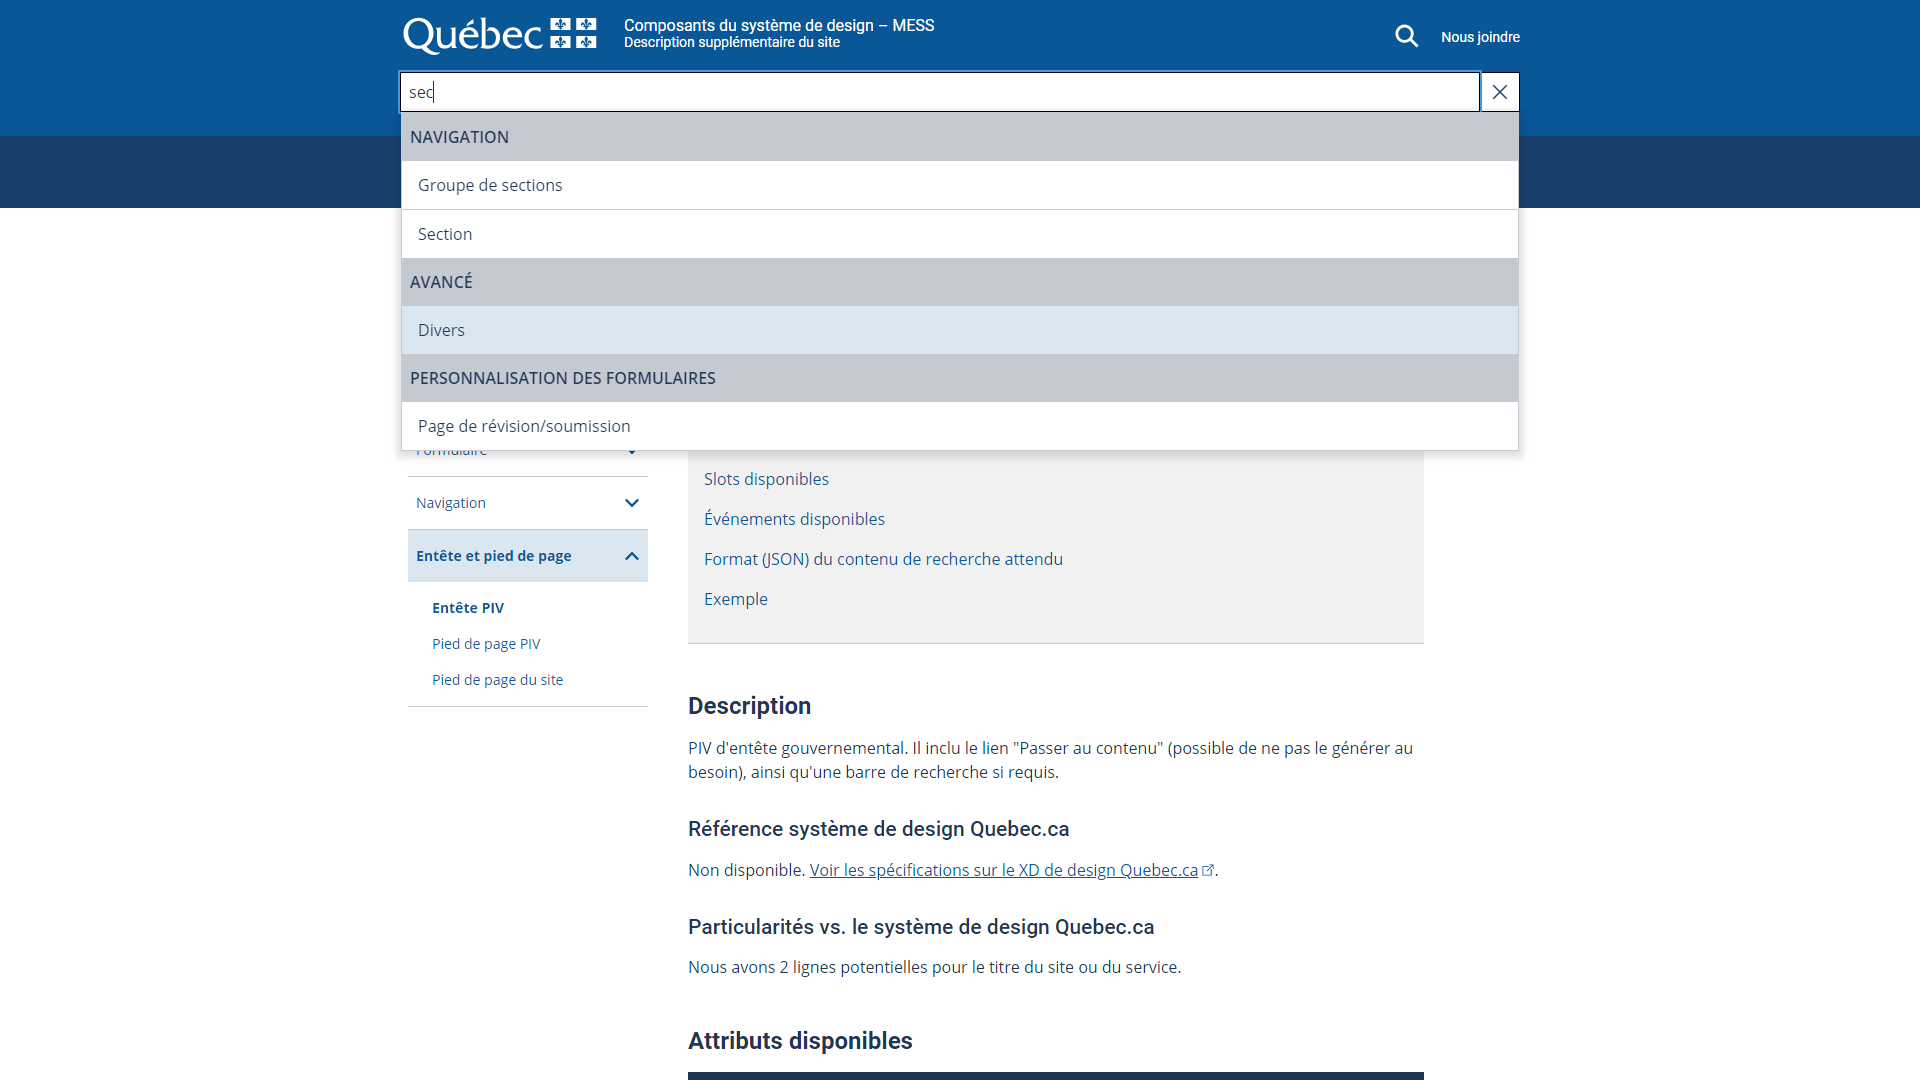 Québec
Composants du système de design – MESS
Description supplémentaire du site
Nous joindre
sec
NAVIGATION
Groupe de sections
Section
AVANCÉ
Divers
PERSONNALISATION DES FORMULAIRES
Page de révision/soumission
Formulaire
Navigation
Entête et pied de page
Entête PIV
Pied de page PIV
Pied de page du site
Slots disponibles
Événements disponibles
Format (JSON) du contenu de recherche attendu
Exemple
Description
PIV d'entête gouvernemental. Il inclu le lien "Passer au contenu" (possible de ne pas le générer au
besoin), ainsi qu'une barre de recherche si requis.
Référence système de design Quebec.ca
Non disponible. Voir les spécifications sur le XD de design Quebec.ca.
Particularités vs. le système de design Quebec.ca
Nous avons 2 lignes potentielles pour le titre du site ou du service.
Attributs disponibles